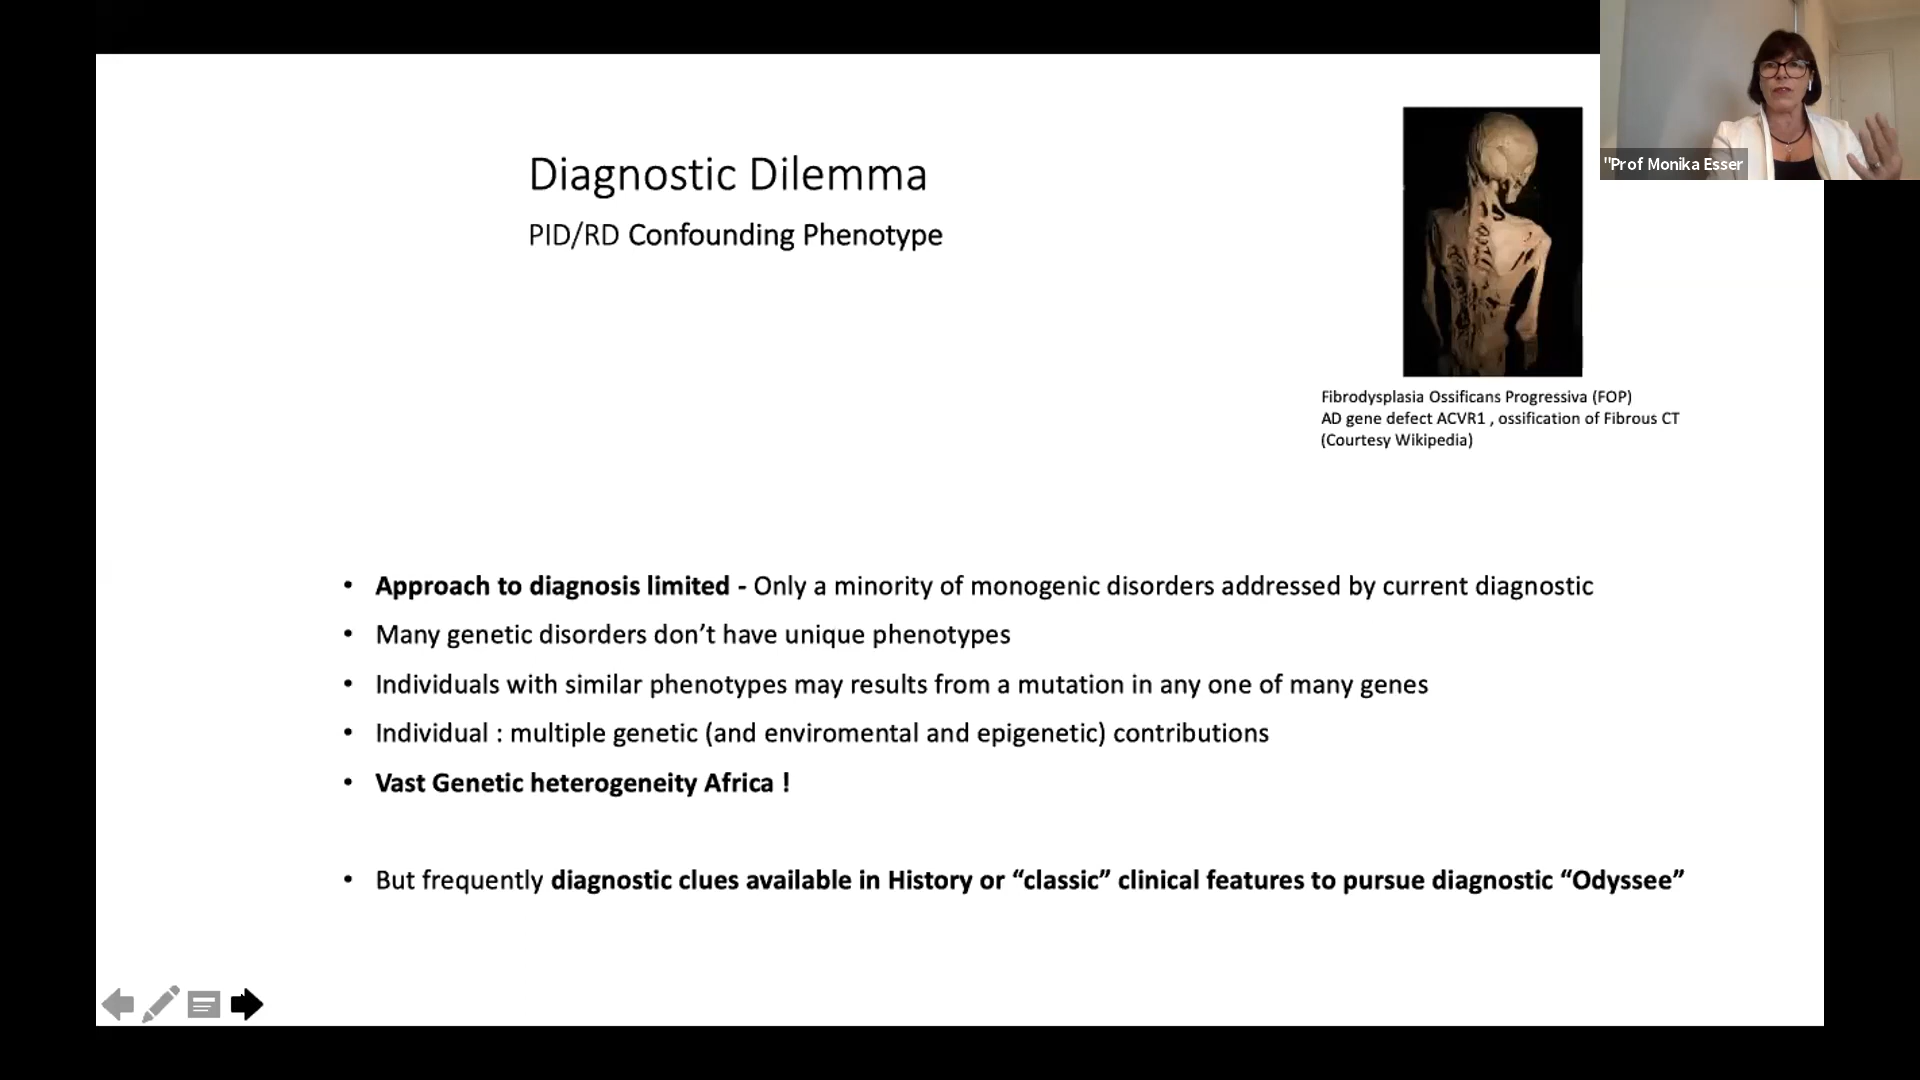 Diagnostic Dilemma
PID/RD Confounding Phenotype
"Prof Monika Esser
Fibrodysplasia Ossificans Progressiva (FOP)
AD gene defect ACVR1 , ossification of Fibrous CT
(Courtesy Wikipedia)
• Approach to diagnosis limited - Only a minority of monogenic disorders addressed by current diagnostic
• Many genetic disorders don’t have unique phenotypes
• Individuals with similar phenotypes may results from a mutation in any one of many genes
• Individual : multiple genetic (and enviromental and epigenetic) contributions
• Vast Genetic heterogeneity Africa !
• But frequently diagnostic clues available in History or “classic” clinical features to pursue diagnostic “Odyssee”